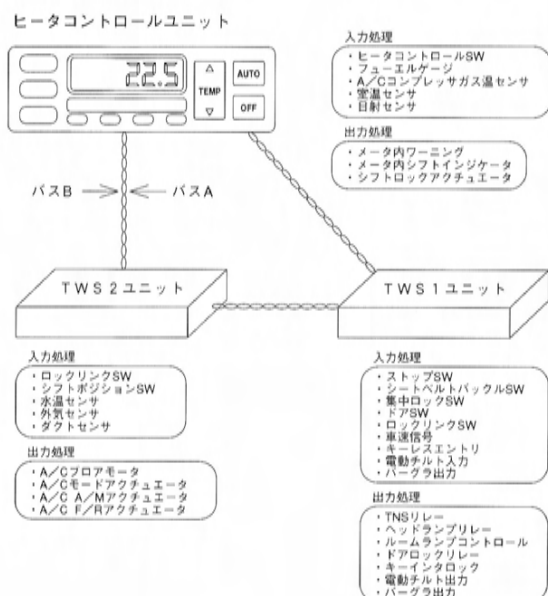 ヒータコントロールユニット
22.5
TEMP
AUTO
OFF
入力処理
・ヒータコントロールSW
・フューエルゲージ
・A/Cコンプレッサガス温センサ
・室温センサ
・日射センサ
出力処理
・メータ内ワーニング
・メータ内シフトインジケータ
・シフトロックアクチュエータ
バスB
バスA
TWS2ユニット
TWS1ユニット
入力処理
・ロックリンクSW
・シフトポジションSW
・水温センサ
・外気センサ
・ダクトセンサ
出力処理
・A/Cブロアモータ
・A/Cモードアクチュエータ
・A/C A/Mアクチュエータ
・A/C F/Rアクチュエータ
入力処理
・ストップSW
・シートベルトバックルSW
・集中ロックSW
・ドアSW
・ロックリンクSW
・車速信号
・キーレスエントリ
・電動チルト入力
・バーグラ出力
出力処理
・TNSリレー
・ヘッドランプリレー
・ルームランプコントロール
・ドアロックリレー
・キーインタロック
・電動チルト出力
・バーグラ出力